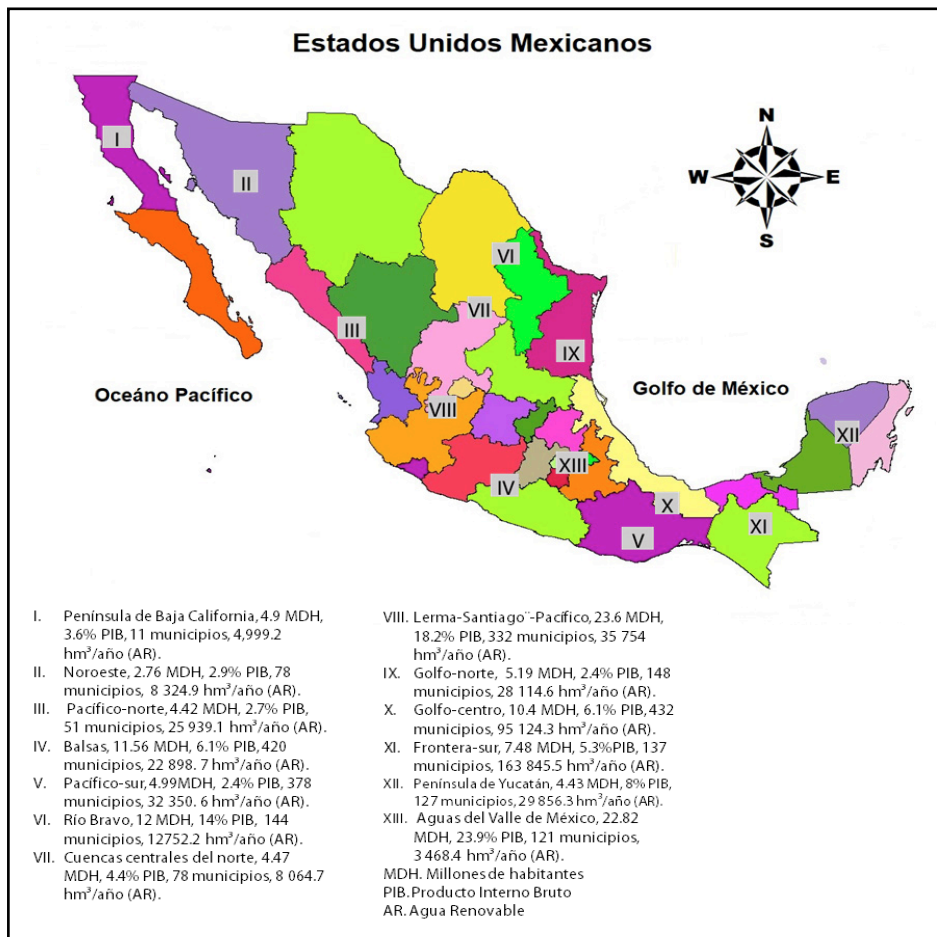 Estados Unidos Mexicanos
N
W
E
S
I
II
III
IV
V
VI
VII
VIII
IX
X
XI
XII
XIII
Oceáno Pacífico
Golfo de México
I. Península de Baja California, 4.9 MDH,
3.6% PIB, 11 municipios, 4,999.2
hm³/año (AR).
II. Noroeste, 2.76 MDH, 2.9% PIB, 78
municipios, 8 324.9 hm³/año (AR).
III. Pacífico-norte, 4.42 MDH, 2.7% PIB,
51 municipios, 25 939.1 hm³/año (AR).
IV. Balsas, 11.56 MDH, 6.1% PIB, 420
municipios, 22 898. 7 hm³/año (AR).
V. Pacífico-sur, 4.99MDH, 2.4% PIB, 378
municipios, 32 350. 6 hm³/año (AR).
VI. Río Bravo, 12 MDH, 14% PIB, 144
municipios, 12752.2 hm³/año (AR).
VII. Cuencas centrales del norte, 4.47
MDH, 4.4% PIB, 78 municipios, 8 064.7
hm³/año (AR).
VIII. Lerma-Santiago¨-Pacífico, 23.6 MDH,
18.2% PIB, 332 municipios, 35 754
hm³/año (AR).
IX. Golfo-norte, 5.19 MDH, 2.4% PIB, 148
municipios, 28 114.6 hm³/año (AR).
X. Golfo-centro, 10.4 MDH, 6.1% PIB, 432
municipios, 95 124.3 hm³/año (AR).
XI. Frontera-sur, 7.48 MDH, 5.3%PIB, 137
municipios, 163 845.5 hm³/año (AR).
XII. Península de Yucatán, 4.43 MDH, 8% PIB,
127 municipios, 29 856.3 hm³/año (AR).
XIII. Aguas del Valle de México, 22.82
MDH, 23.9% PIB, 121 municipios,
3 468.4 hm³/año (AR).
MDH. Millones de habitantes
PIB. Producto Interno Bruto
AR. Agua Renovable